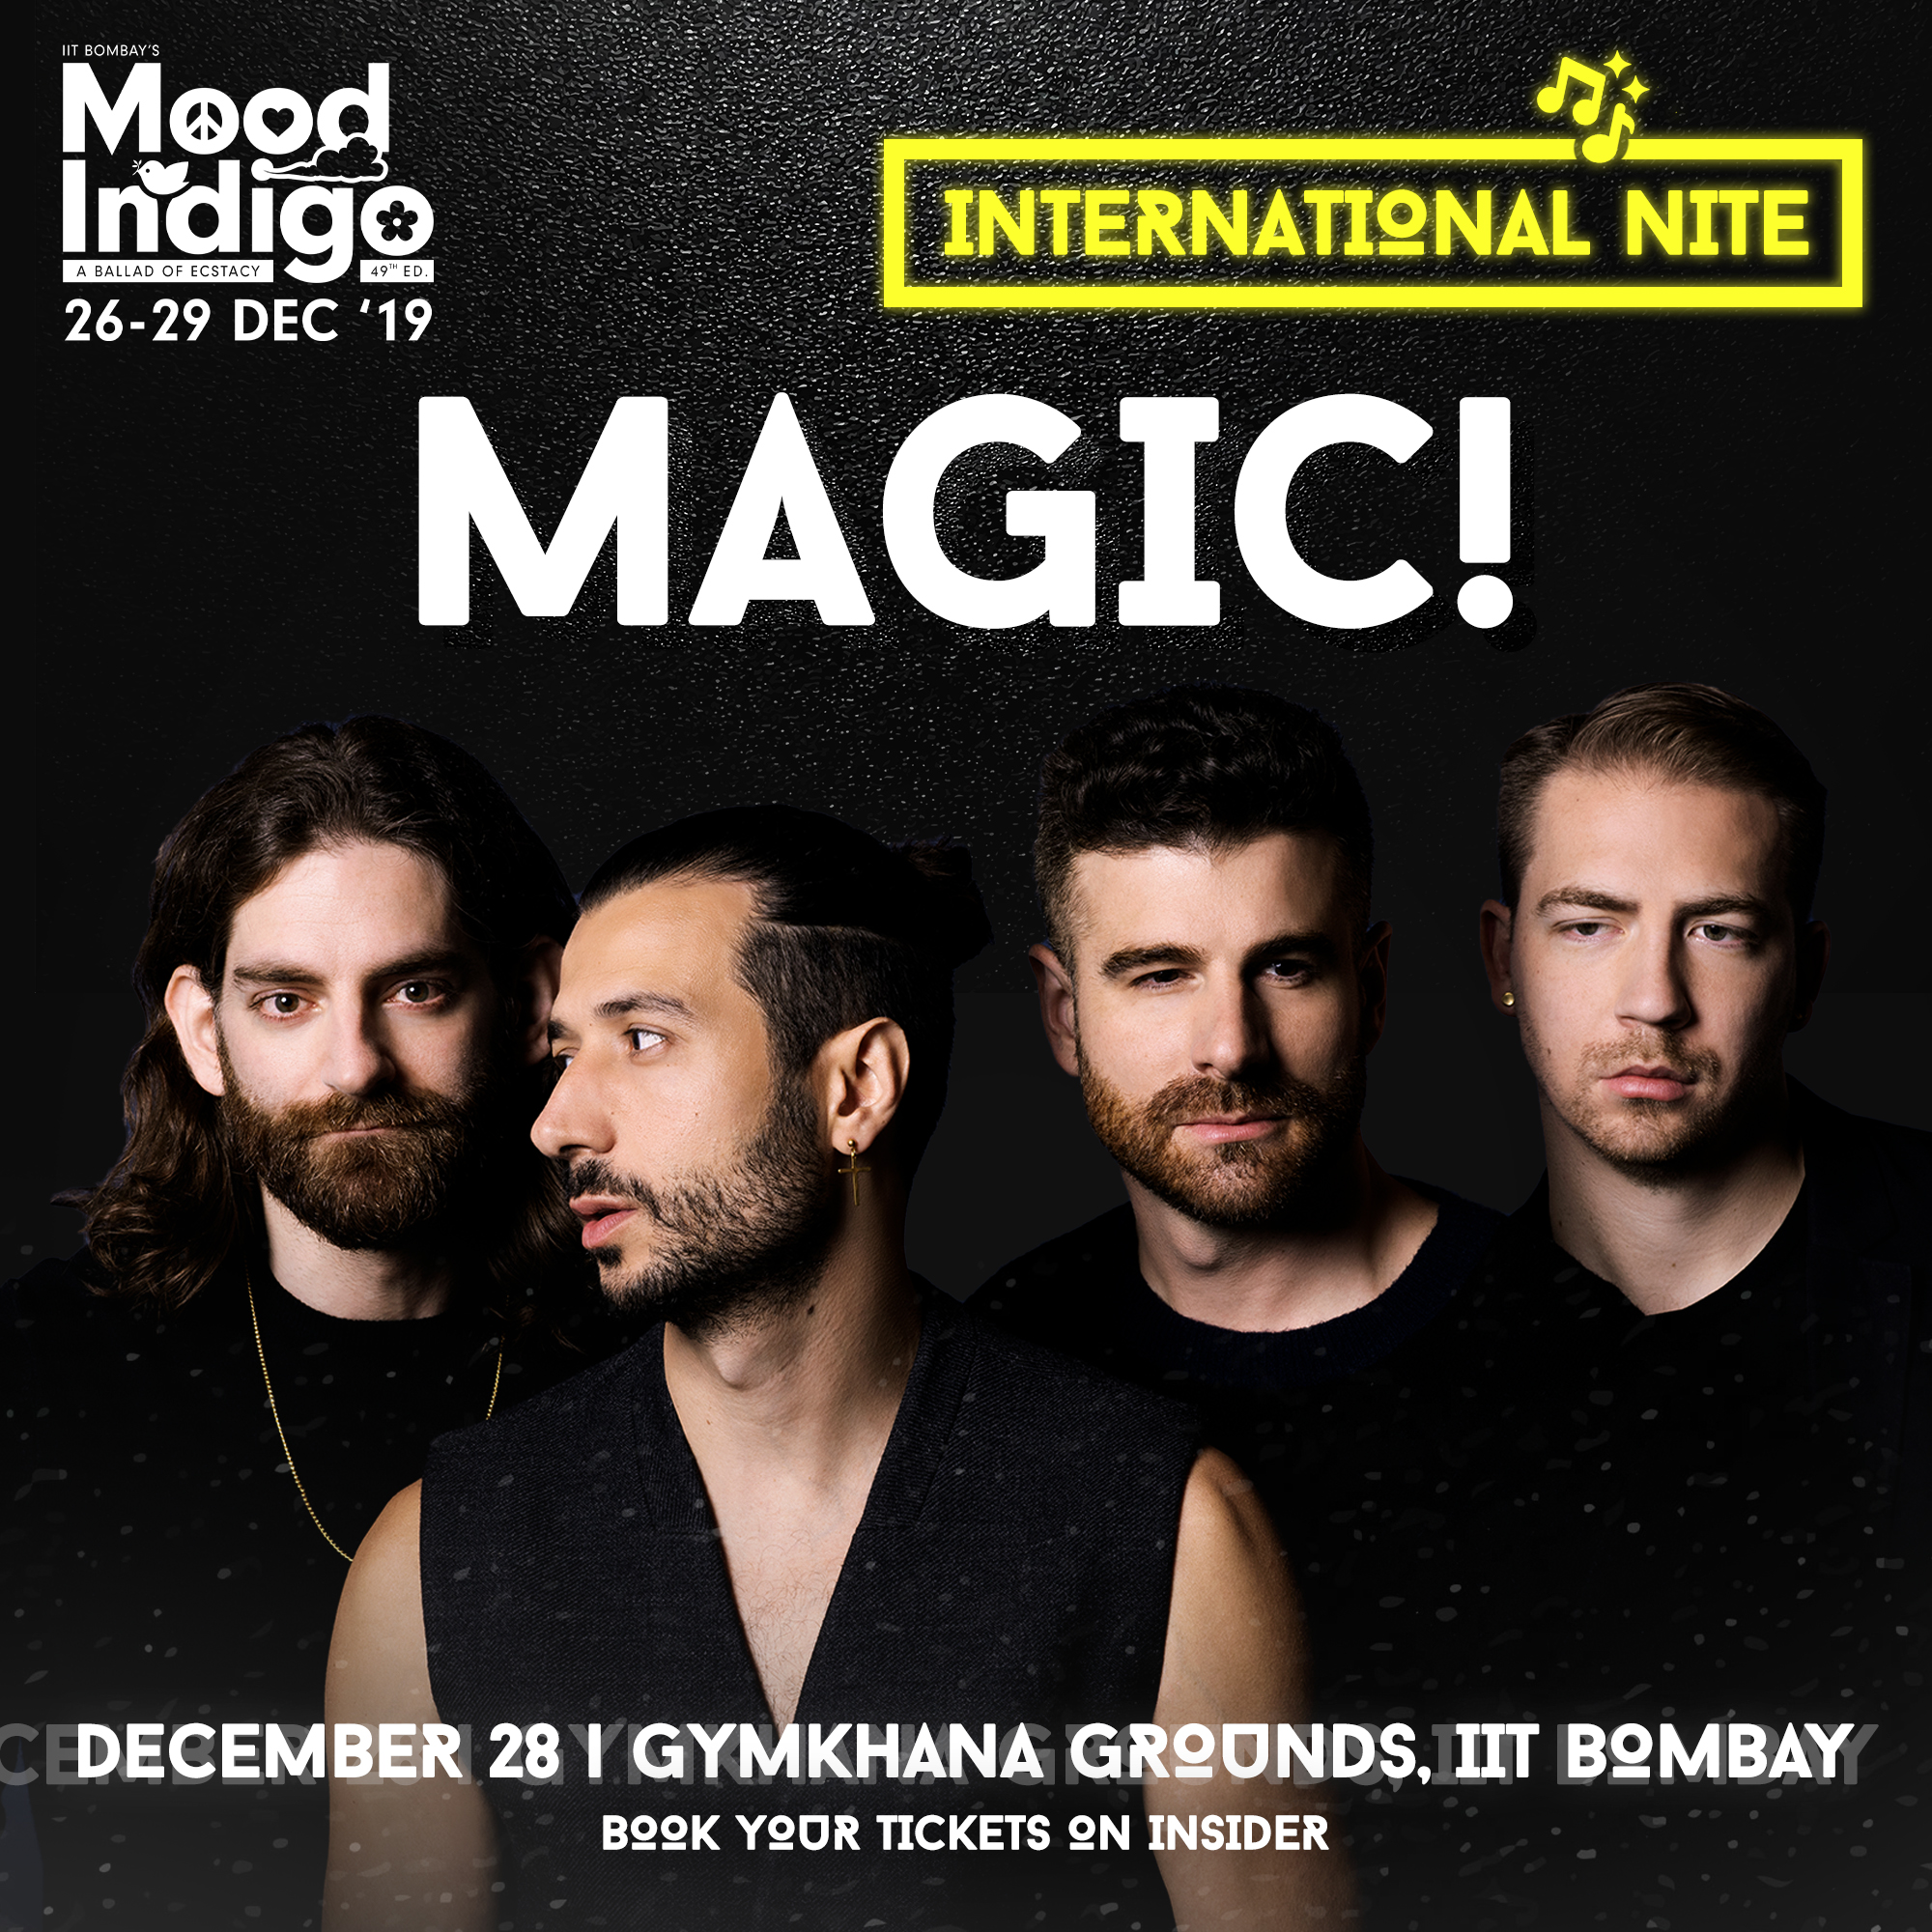 IIT BOMBAY'S
Mood
Indigo
A BALLAD OF ECSTACY 49TH ED.
26-29 DEC '19
INTERNATIONAL NITE
MAGIC!
DECEMBER 28 | GYMKHANA GROUNDS, IIT BOMBAY
BOOK YOUR TICKETS ON INSIDER